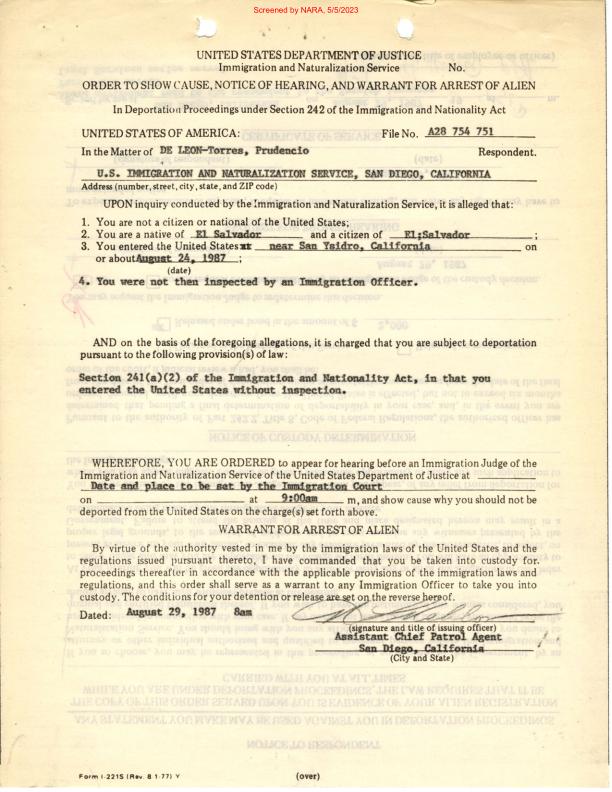 Screened by NARA, 5/5/2023
UNITED STATES DEPARTMENT OF JUSTICE
Immigration and Naturalization Service No.
ORDER TO SHOW CAUSE, NOTICE OF HEARING, AND WARRANT FOR ARREST OF ALIEN
In Deportation Proceedings under Section 242 of the Immigration and Nationality Act
UNITED STATES OF AMERICA: File No. A28 754 751
In the Matter of DE LEON-Torres, Prudencio Respondent.
U.S. IMMIGRATION AND NATURALIZATION SERVICE, SAN DIEGO, CALIFORNIA
Address (number, street, city, state, and ZIP code)
UPON inquiry conducted by the Immigration and Naturalization Service, it is alleged that:
1. You are not a citizen or national of the United States;
2. You are a native of El Salvador and a citizen of El;Salvador ;
3. You entered the United States at near San Ysidro, California on
or about August 24, 1987 ;
(date)
4. You were not then inspected by an Immigration Officer.
AND on the basis of the foregoing allegations, it is charged that you are subject to deportation
pursuant to the following provision(s) of law:
Section 241(a)(2) of the Immigration and Nationality Act, in that you
entered the United States without inspection.
WHEREFORE, YOU ARE ORDERED to appear for hearing before an Immigration Judge of the
Immigration and Naturalization Service of the United States Department of Justice at
Date and place to be set by the Immigration Court
on at 9:00am m, and show cause why you should not be
deported from the United States on the charge(s) set forth above.
WARRANT FOR ARREST OF ALIEN
By virtue of the authority vested in me by the immigration laws of the United States and the
regulations issued pursuant thereto, I have commanded that you be taken into custody for
proceedings thereafter in accordance with the applicable provisions of the immigration laws and
regulations, and this order shall serve as a warrant to any Immigration Officer to take you into
custody. The conditions for your detention or release are set on the reverse hereof.
Dated: August 29, 1987 8am
(signature and title of issuing officer)
Assistant Chief Patrol Agent
San Diego, California
(City and State)
Form I-221S (Rev. 8 1-77) Y (over)